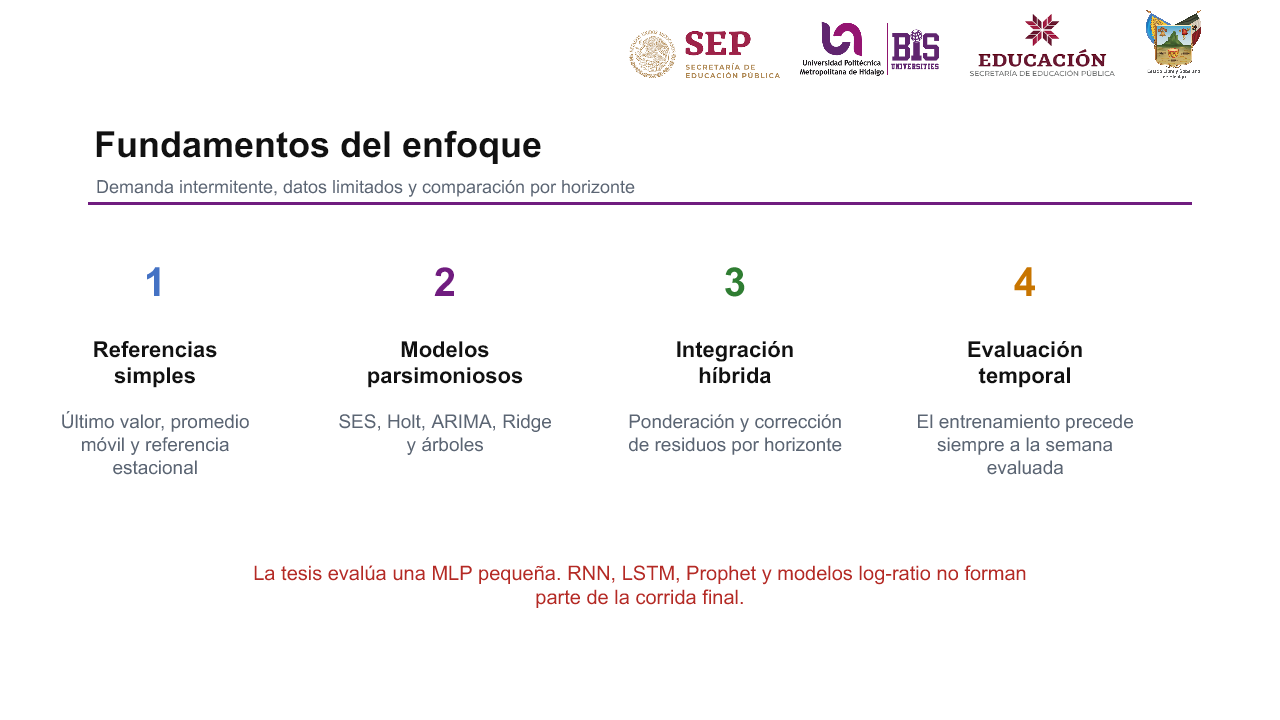 SEP
SECRETARÍA DE
EDUCACIÓN PÚBLICA
Universidad Politécnica
Metropolitana de Hidalgo
BIS
UNIVERSITIES
EDUCACIÓN
SECRETARÍA DE EDUCACIÓN PÚBLICA
Fundamentos del enfoque
Demanda intermitente, datos limitados y comparación por horizonte
1
Referencias
simples
Último valor, promedio
móvil y referencia
estacional
2
Modelos
parsimoniosos
SES, Holt, ARIMA, Ridge
y árboles
3
Integración
híbrida
Ponderación y corrección
de residuos por horizonte
4
Evaluación
temporal
El entrenamiento precede
siempre a la semana
evaluada
La tesis evalúa una MLP pequeña. RNN, LSTM, Prophet y modelos log-ratio no forman
parte de la corrida final.